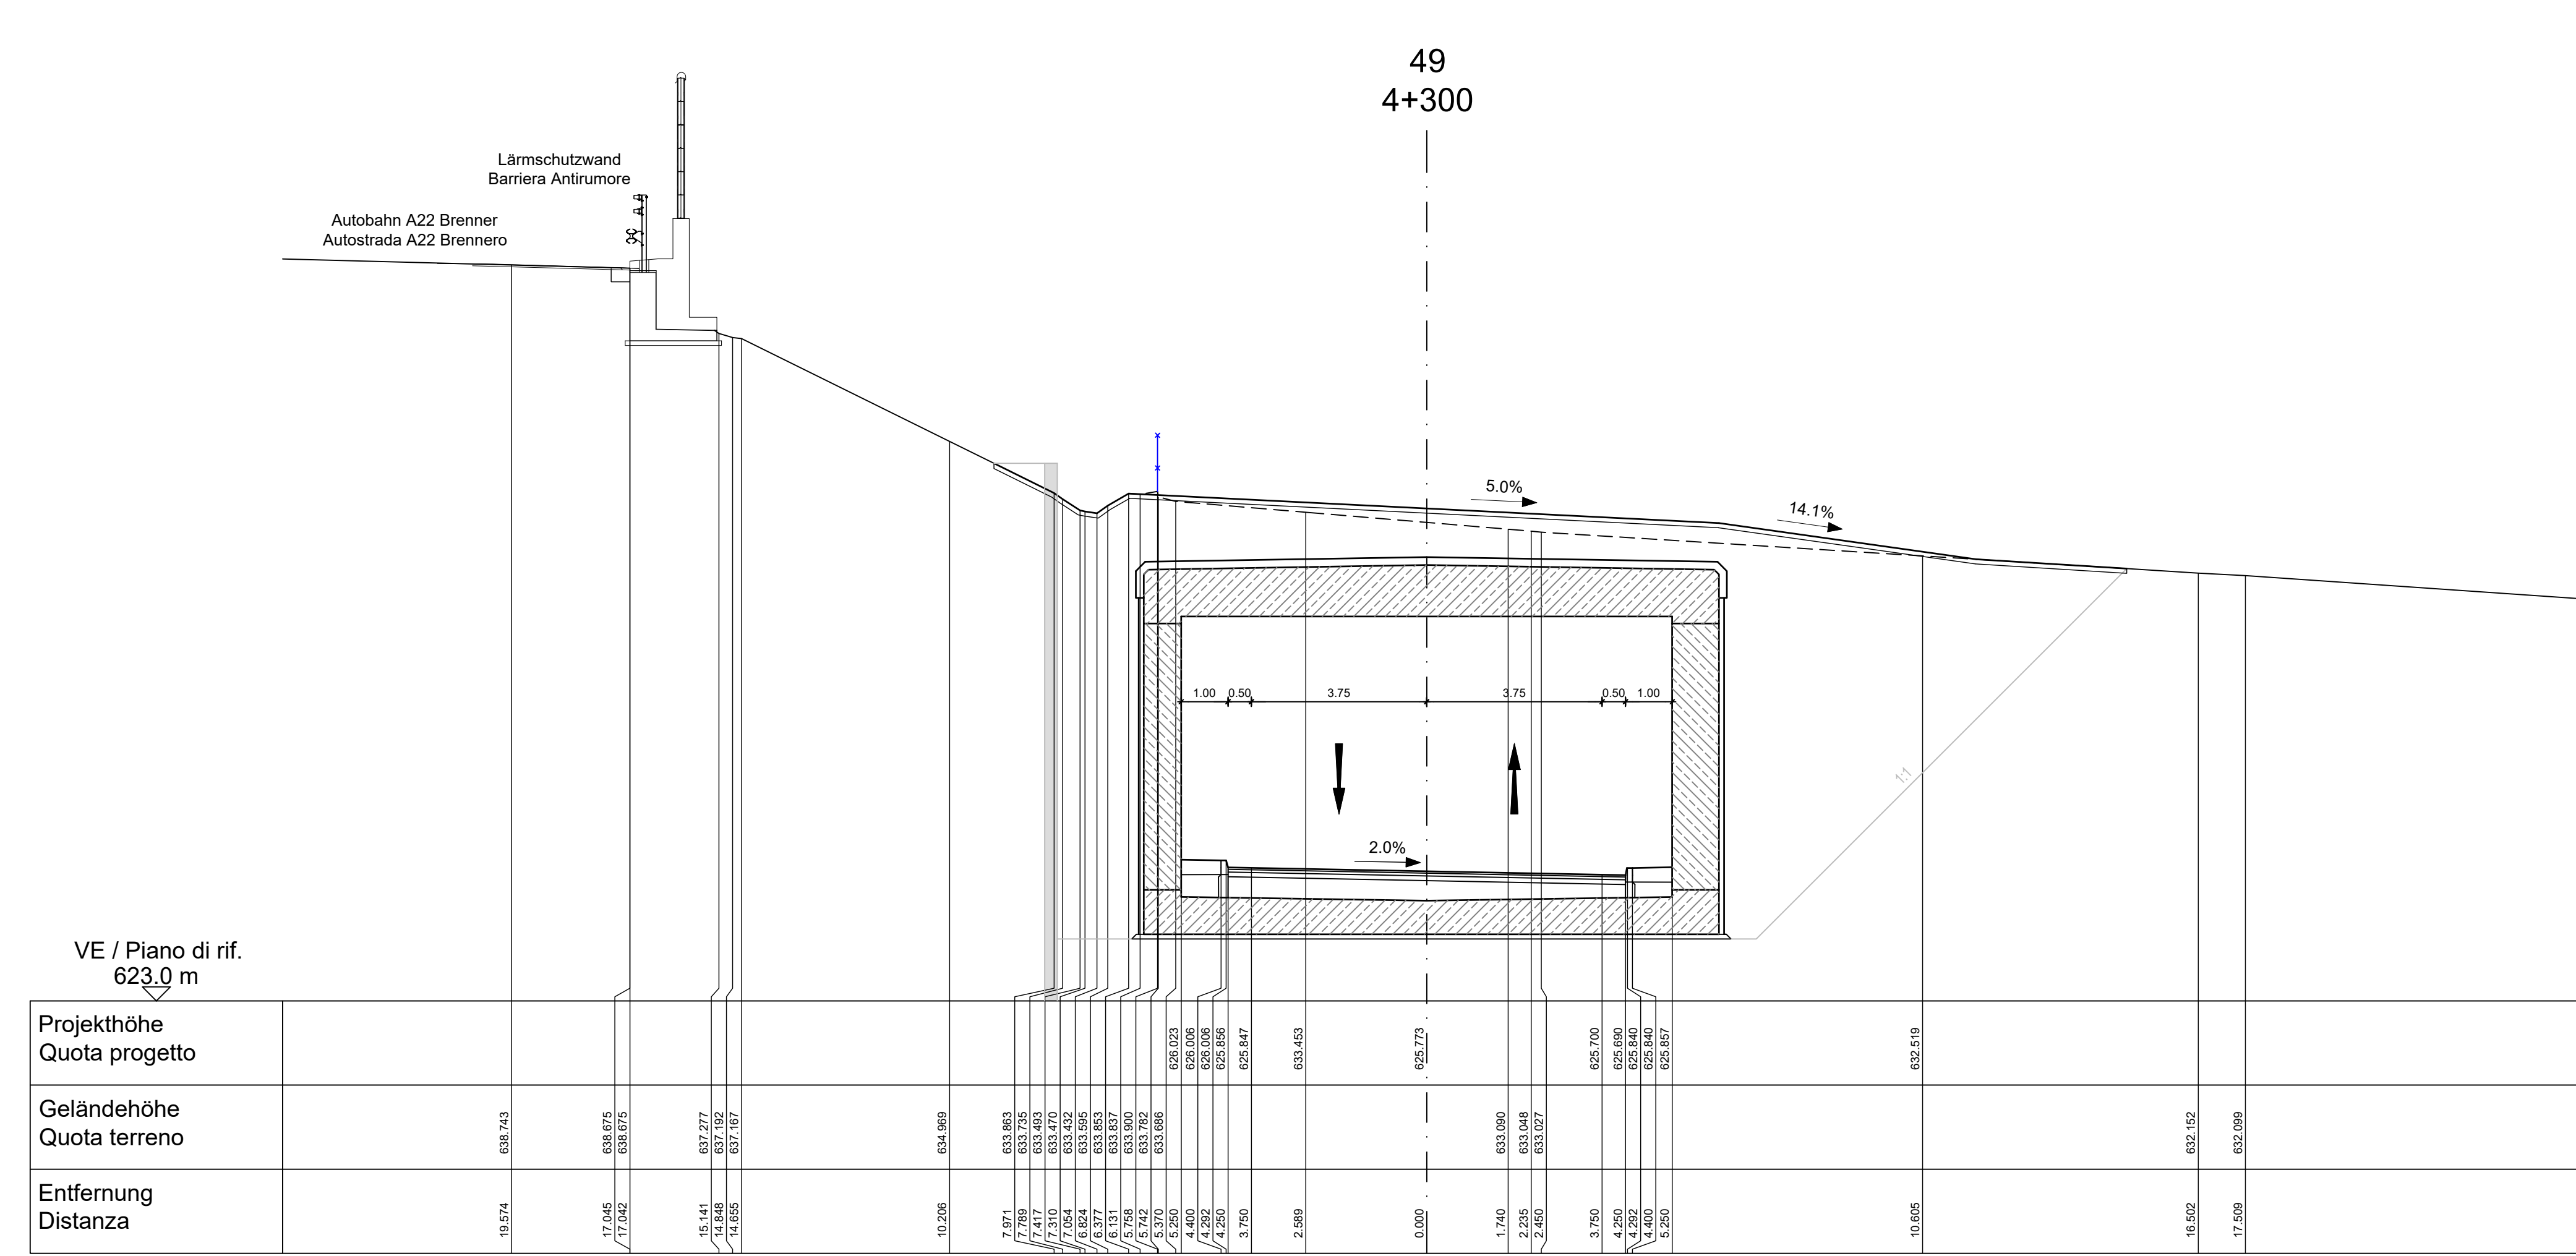 49
4+300
Lärmschutzwand
Barriera Antirumore
Autobahn A22 Brenner
Autostrada A22 Brennero
5.0%
14.1%
1.00 0.50 3.75 3.75 0.50 1.00
1:1
2.0%
VE / Piano di rif.
623.0 m
Projekthöhe
Quota progetto
626.023 626.006 626.006 625.856 625.847 633.453 625.773 625.700 625.690 625.840 625.840 625.857 632.519
Geländehöhe
Quota terreno
638.743 638.675 638.675 637.277 637.192 637.167 634.969 633.863 633.735 633.493 633.470 633.432 633.595 633.853 633.837 633.900 633.782 633.686 633.090 633.048 633.027 632.152 632.099
Entfernung
Distanza
19.574 17.045 17.042 15.141 14.848 14.655 10.206 7.971 7.789 7.417 7.310 7.054 6.824 6.377 6.131 5.758 5.742 5.370 5.250 4.400 4.292 4.250 3.750 2.589 0.000 1.740 2.235 2.450 3.750 4.250 4.292 4.400 5.250 10.605 16.502 17.509